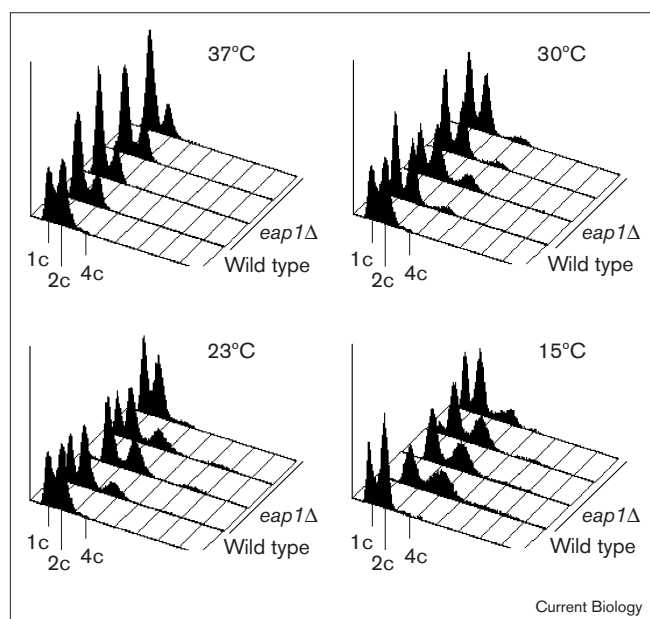 37°C
30°C
eap1Δ
Wild type
1c
2c
4c
eap1Δ
Wild type
1c
2c
4c
23°C
15°C
eap1Δ
Wild type
1c
2c
4c
eap1Δ
Wild type
1c
2c
4c
Current Biology